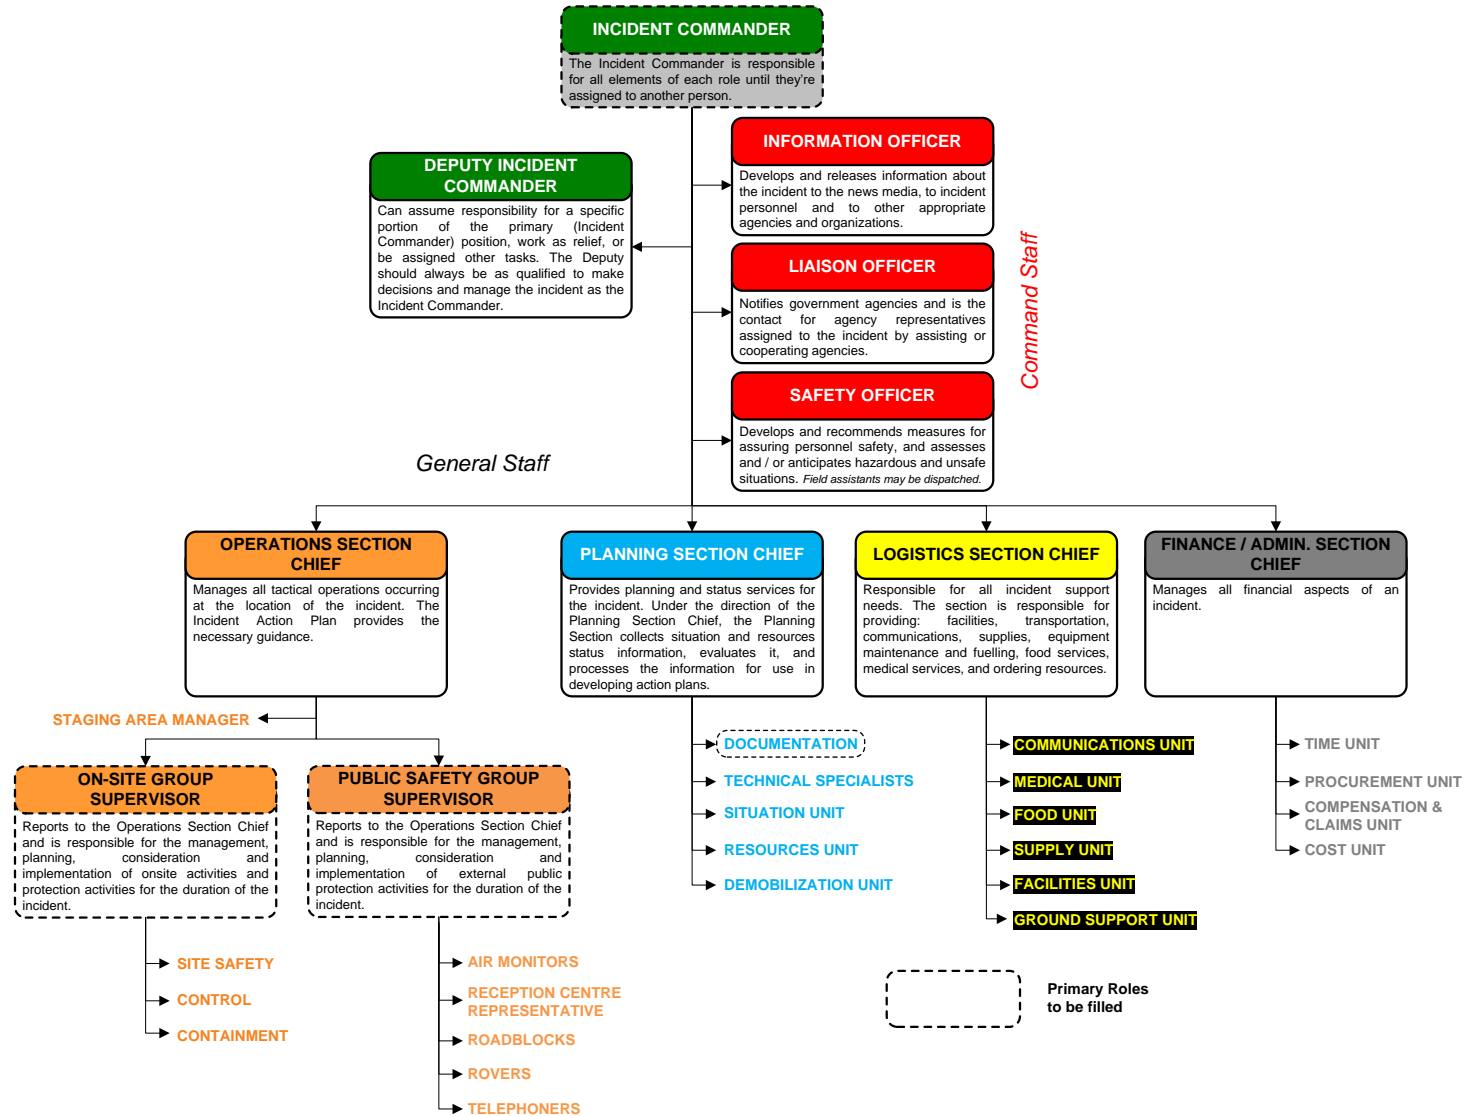 INCIDENT COMMANDER
The Incident Commander is responsible
for all elements of each role until they're
assigned to another person.
INFORMATION OFFICER
Develops and releases information about
the incident to the news media, to incident
personnel and to other appropriate
agencies and organizations.
DEPUTY INCIDENT
COMMANDER
Can assume responsibility for a specific
portion of the primary (Incident
Commander) position, work as relief, or
be assigned other tasks. The Deputy
should always be as qualified to make
decisions and manage the incident as the
Incident Commander.
LIAISON OFFICER
Notifies government agencies and is the
contact for agency representatives
assigned to the incident by assisting or
cooperating agencies.
Command Staff
SAFETY OFFICER
Develops and recommends measures for
assuring personnel safety, and assesses
and / or anticipates hazardous and unsafe
situations. Field assistants may be dispatched.
General Staff
OPERATIONS SECTION
CHIEF
Manages all tactical operations occurring
at the location of the incident. The
Incident Action Plan provides the
necessary guidance.
PLANNING SECTION CHIEF
Provides planning and status services for
the incident. Under the direction of the
Planning Section Chief, the Planning
Section collects situation and resources
status information, evaluates it, and
processes the information for use in
developing action plans.
LOGISTICS SECTION CHIEF
Responsible for all incident support
needs. The section is responsible for
providing: facilities, transportation,
communications, supplies, equipment
maintenance and fuelling, food services,
medical services, and ordering resources.
FINANCE / ADMIN. SECTION
CHIEF
Manages all financial aspects of an
incident.
STAGING AREA MANAGER
ON-SITE GROUP
SUPERVISOR
Reports to the Operations Section Chief
and is responsible for the management,
planning, consideration and
implementation of onsite activities and
protection activities for the duration of the
incident.
SITE SAFETY
CONTROL
CONTAINMENT
PUBLIC SAFETY GROUP
SUPERVISOR
Reports to the Operations Section Chief
and is responsible for the management,
planning, consideration and
implementation of external public
protection activities for the duration of the
incident.
AIR MONITORS
RECEPTION CENTRE
REPRESENTATIVE
ROADBLOCKS
ROVERS
TELEPHONERS
DOCUMENTATION
TECHNICAL SPECIALISTS
SITUATION UNIT
RESOURCES UNIT
DEMOBILIZATION UNIT
COMMUNICATIONS UNIT
MEDICAL UNIT
FOOD UNIT
SUPPLY UNIT
FACILITIES UNIT
GROUND SUPPORT UNIT
TIME UNIT
PROCUREMENT UNIT
COMPENSATION &
CLAIMS UNIT
COST UNIT
Primary Roles
to be filled